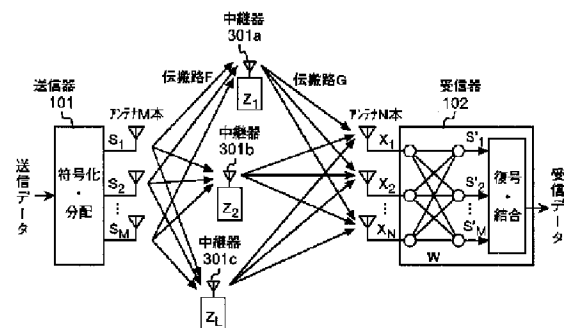 中継器
301a
伝搬路F
伝搬路G
Z1
送信器
101
アンテナM本
送信データ
符号化・分配
S1
S2
⋮
SM
中継器
301b
Z2
⋮
中継器
301c
ZL
アンテナN本
受信器
102
X1
X2
⋮
XN
W
S'1
S'2
⋮
S'M
復号・結合
受信データ